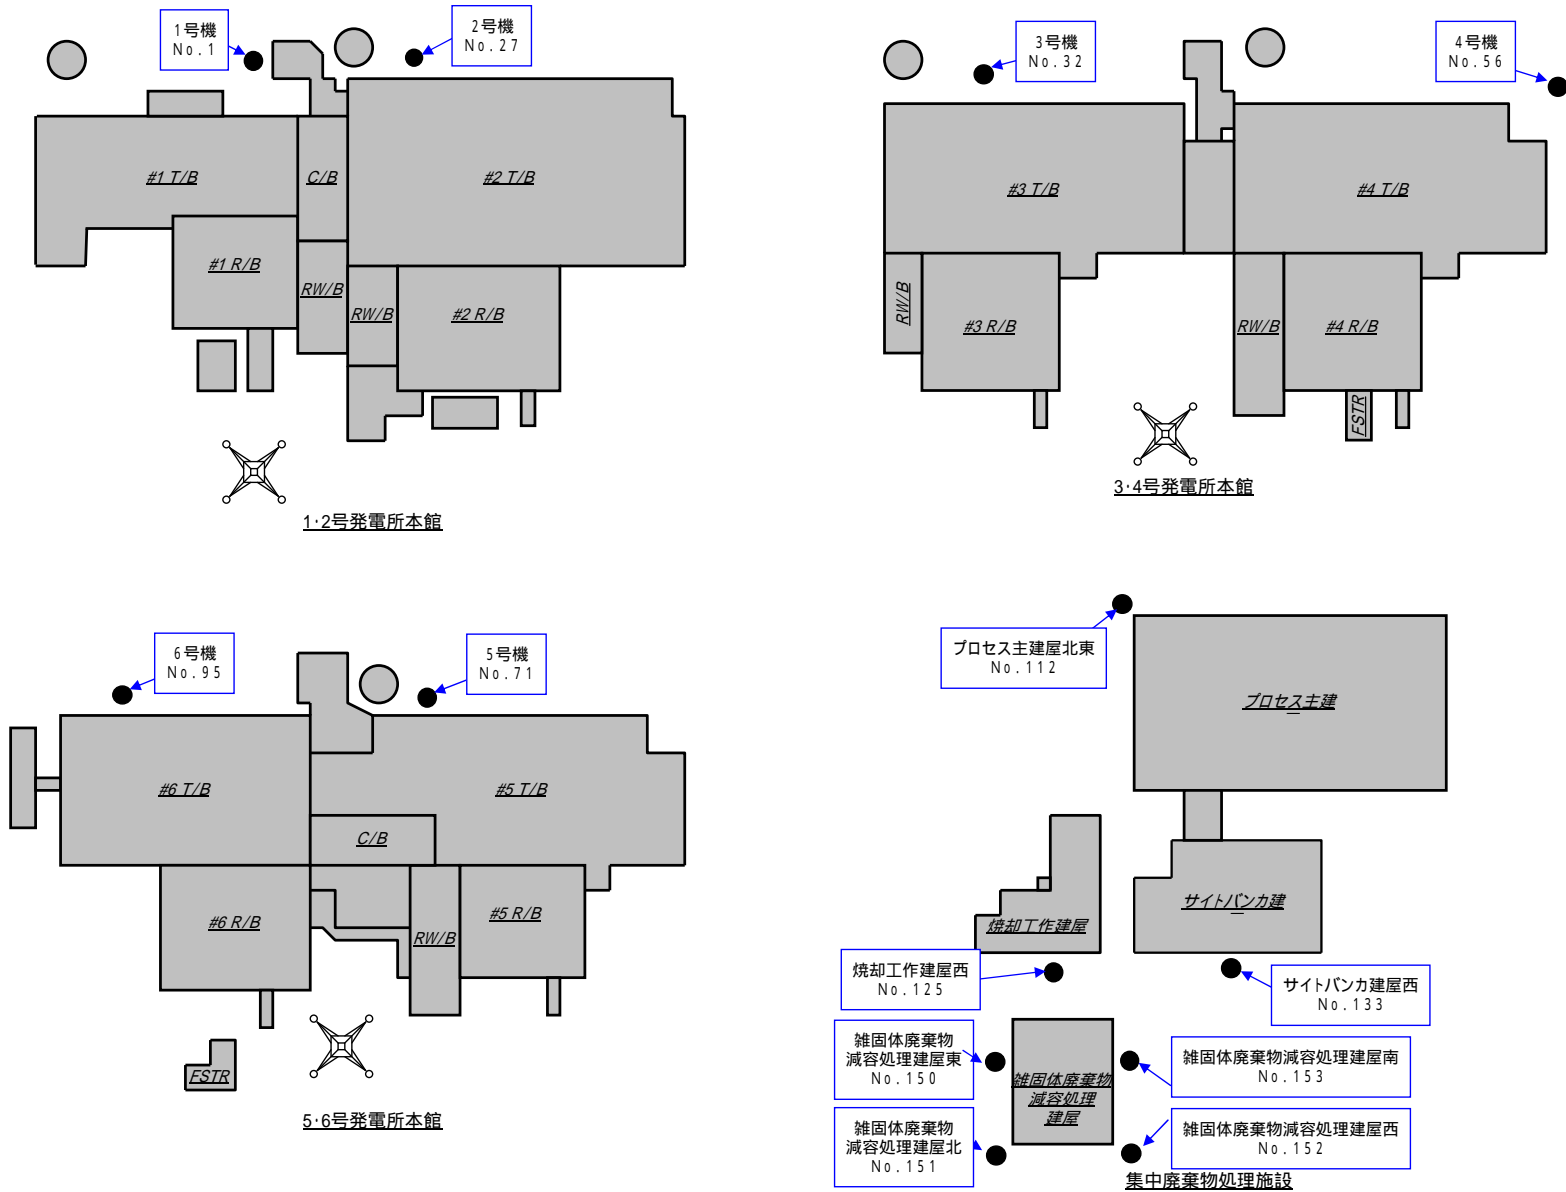 1号機
No.1
2号機
No.27
#1 T/B
C/B
#2 T/B
#1 R/B
RW/B
RW/B
#2 R/B
1･2号発電所本館
3号機
No.32
4号機
No.56
#3 T/B
#4 T/B
RW/B
#3 R/B
RW/B
#4 R/B
FSTR
3･4号発電所本館
6号機
No.95
5号機
No.71
#6 T/B
#5 T/B
C/B
#6 R/B
RW/B
#5 R/B
FSTR
5･6号発電所本館
プロセス主建屋北東
No.112
プロセス主建
サイトバンカ建
焼却工作建屋
焼却工作建屋西
No.125
サイトバンカ建屋西
No.133
雑固体廃棄物
減容処理建屋東
No.150
雑固体廃棄物
減容処理
建屋
雑固体廃棄物減容処理建屋南
No.153
雑固体廃棄物
減容処理建屋北
No.151
雑固体廃棄物減容処理建屋西
No.152
集中廃棄物処理施設